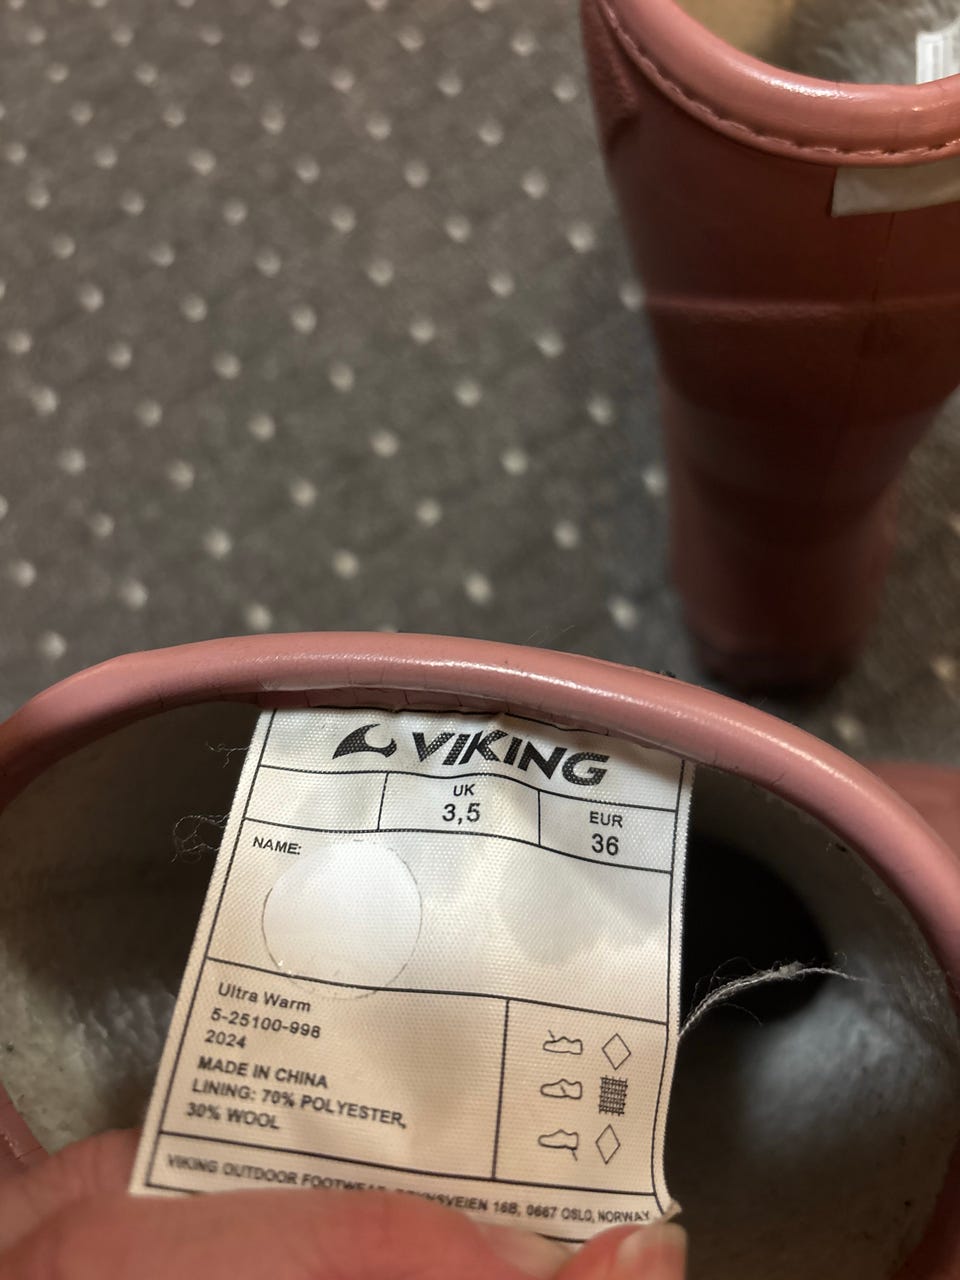 VIKING
UK
3,5
EUR
36
NAME:
Ultra Warm
5-25100-998
2024
MADE IN CHINA
LINING: 70% POLYESTER,
30% WOOL
VIKING OUTDOOR FOOTWEAR, 16B, 0667 OSLO, NORWAY